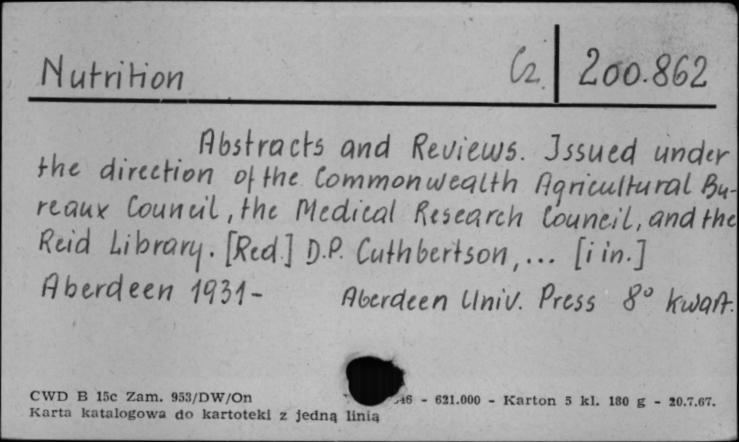 Nutrition Cz. 200.862
Abstracts and Reviews. Issued under
the direction of the Commonwealth Agricultural Bu-
reaux Council, the Medical Research Council, and the
Reid Library. [Red.] D.P. Cuthbertson, ... [i in.]
Aberdeen 1931- Aberdeen Univ. Press 8° kwart.
CWD B 15c Zam. 953/DW/On 46 - 621.000 - Karton 5 kl. 180 g - 20.7.67.
Karta katalogowa do kartoteki z jedną linią